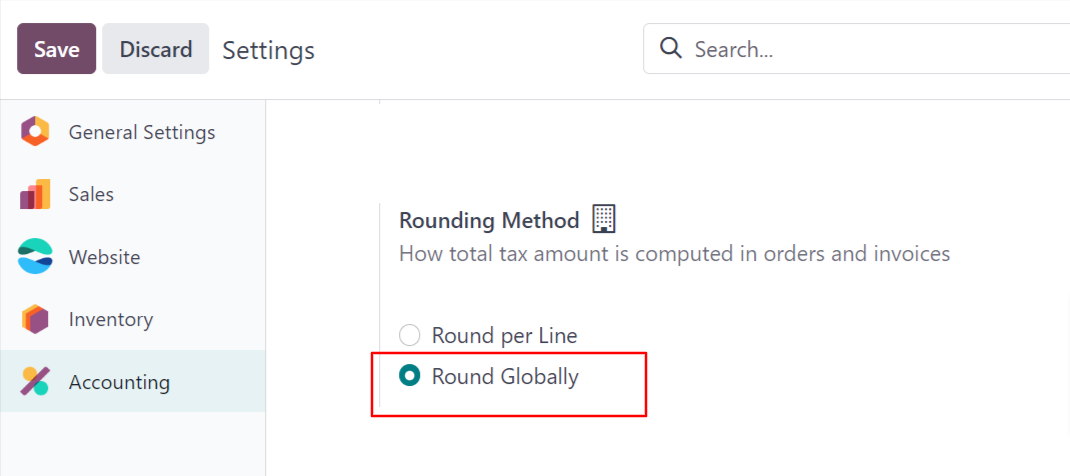 Save Discard Settings Search...
General Settings
Sales
Website
Inventory
Accounting
Rounding Method
How total tax amount is computed in orders and invoices
Round per Line
Round Globally